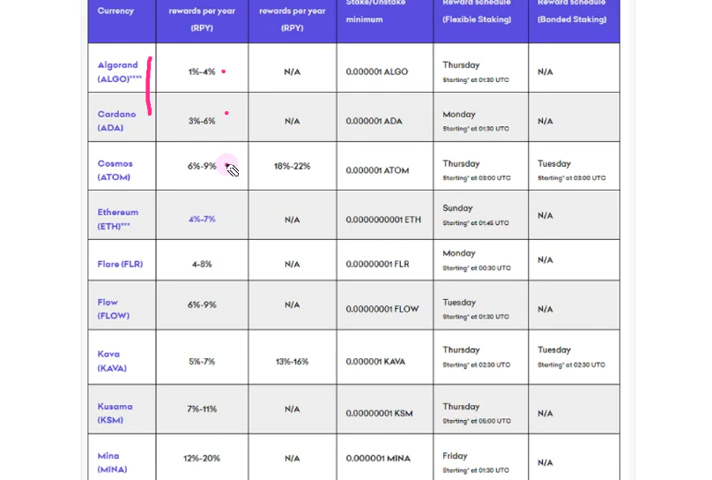 Currency
rewards per year
(RPY)
rewards per year
(RPY)
Stake/Unstake
minimum
Reward schedule
(Flexible Staking)
Reward schedule
(Bonded Staking)
Algorand
(ALGO)****
1%-4%
N/A
0.000001 ALGO
Thursday
Starting* at 01:30 UTC
N/A
Cardano
(ADA)
3%-6%
N/A
0.000001 ADA
Monday
Starting* at 01:30 UTC
N/A
Cosmos
(ATOM)
6%-9%
18%-22%
0.000001 ATOM
Thursday
Starting* at 03:00 UTC
Tuesday
Starting* at 03:00 UTC
Ethereum
(ETH)***
4%-7%
N/A
0.0000000001 ETH
Sunday
Starting* at 01:45 UTC
N/A
Flare (FLR)
4-8%
N/A
0.00000001 FLR
Monday
Starting* at 00:30 UTC
N/A
Flow
(FLOW)
6%-9%
N/A
0.00000001 FLOW
Tuesday
Starting* at 01:30 UTC
N/A
Kava
(KAVA)
5%-7%
13%-16%
0.000001 KAVA
Thursday
Starting* at 02:30 UTC
Tuesday
Starting* at 02:30 UTC
Kusama
(KSM)
7%-11%
N/A
0.00000001 KSM
Thursday
Starting* at 05:00 UTC
N/A
Mina
(MINA)
12%-20%
N/A
0.000001 MINA
Friday
Starting* at 01:30 UTC
N/A